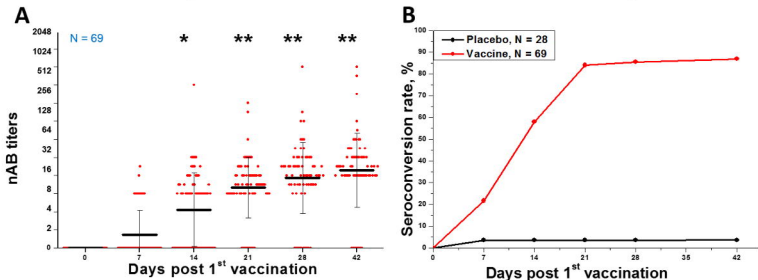 A
N = 69
* ** ** **
nAB titers
2048
1024
512
256
128
64
32
16
8
4
2
0
0 7 14 21 28 42
Days post 1st vaccination
B
Placebo, N = 28
Vaccine, N = 69
Seroconversion rate, %
100
90
80
70
60
50
40
30
20
10
0
0 7 14 21 28 35 42
Days post 1st vaccination